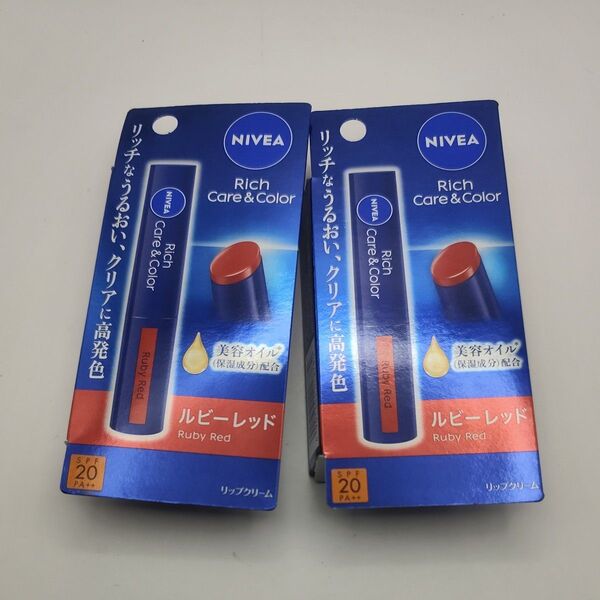 リッチなうるおい、クリアに高発色
NIVEA
Rich
Care & Color
NIVEA
Rich
Care & Color
Ruby Red
美容オイル*
(保湿成分)配合
ルビーレッド
Ruby Red
SPF
20
PA++
リップクリーム
リッチなうるおい、クリアに高発色
NIVEA
Rich
Care & Color
NIVEA
Rich
Care & Color
Ruby Red
美容オイル*
(保湿成分)配合
ルビーレッド
Ruby Red
SPF
20
PA++
リップクリーム